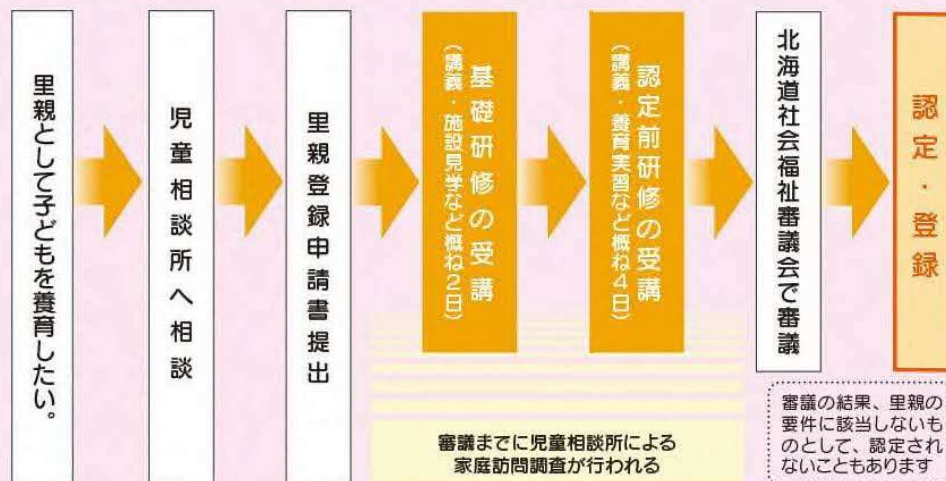 里親として子どもを養育したい。
児童相談所へ相談
里親登録申請書提出
基礎研修の受講
(講義・施設見学など概ね2日)
認定前研修の受講
(講義・養育実習など概ね4日)
審議までに児童相談所による
家庭訪問調査が行われる
北海道社会福祉審議会で審議
認定・登録
審議の結果、里親の
要件に該当しないも
のとして、認定され
ないこともあります